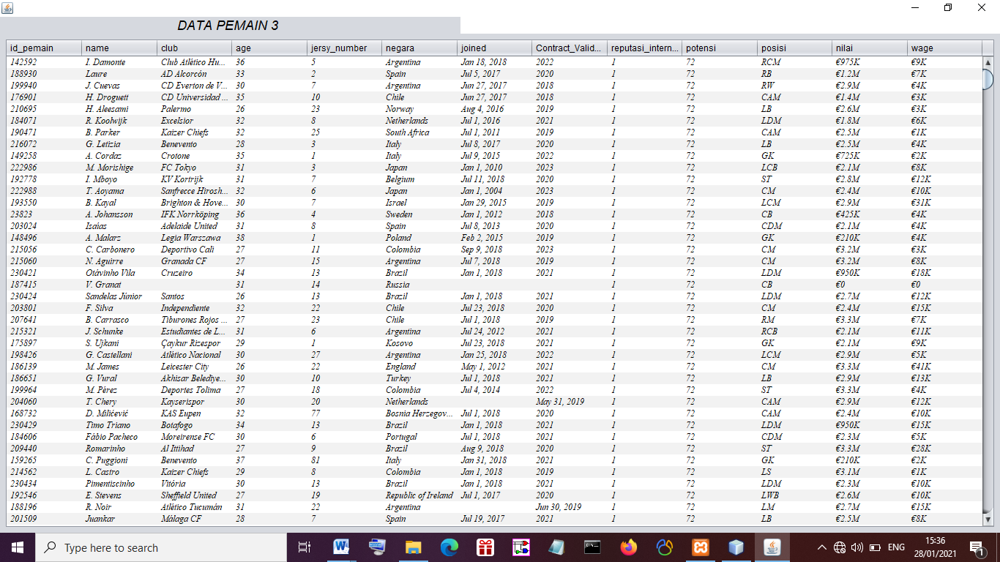 DATA PEMAIN 3
id_pemain name club age jersy_number negara joined Contract_Valid... reputasi_intern... potensi posisi nilai wage
142592 I. Damonte Club Atlético Hu... 36 5 Argentina Jan 18, 2018 2022 1 72 RCM €975K €9K
188930 Laure AD Alcorcón 33 2 Spain Jul 5, 2017 2020 1 72 RB €1.2M €7K
199940 J. Cuevas CD Everton de V... 30 7 Argentina Jun 27, 2017 2018 1 72 RW €2.9M €4K
176901 H. Droguett CD Universidad ... 35 10 Chile Jun 27, 2017 2018 1 72 CAM €1.4M €3K
210695 H. Aleesami Palermo 26 23 Norway Aug 4, 2016 2019 1 72 LB €2.6M €3K
184071 R. Koolwijk Excelsior 32 8 Netherlands Jul 1, 2016 2021 1 72 LDM €1.8M €6K
190471 B. Parker Kaizer Chiefs 32 25 South Africa Jul 1, 2011 2019 1 72 CAM €2.5M €1K
216072 G. Letizia Benevento 28 3 Italy Jul 8, 2017 2020 1 72 LB €2.5M €4K
149258 A. Cordaz Crotone 35 1 Italy Jul 9, 2015 2022 1 72 GK €725K €2K
222986 M. Morishige FC Tokyo 31 3 Japan Jan 1, 2010 2023 1 72 LCB €2.1M €8K
192778 I. Mboyo KV Kortrijk 31 7 Belgium Jul 11, 2018 2020 1 72 ST €2.8M €12K
222988 T. Aoyama Sanfrecce Hirosh... 32 6 Japan Jan 1, 2004 2023 1 72 CM €2.4M €10K
193550 B. Kayal Brighton & Hove... 30 7 Israel Jan 29, 2015 2019 1 72 LCM €2.9M €31K
23823 A. Johansson IFK Norrköping 36 4 Sweden Jan 1, 2012 2018 1 72 CB €425K €4K
203024 Isaías Adelaide United 31 8 Spain Jul 8, 2013 2020 1 72 CDM €2.1M €4K
148496 A. Malarz Legia Warszawa 38 1 Poland Feb 2, 2015 2019 1 72 GK €210K €4K
215056 C. Carbonero Deportivo Cali 27 11 Colombia Sep 9, 2018 2023 1 72 CM €3.2M €3K
215060 N. Aguirre Granada CF 27 15 Argentina Jul 7, 2018 2019 1 72 CM €3.2M €8K
230421 Otávinho Vila Cruzeiro 34 13 Brazil Jan 1, 2018 2021 1 72 LDM €950K €18K
187415 V. Granat 31 14 Russia 1 72 CB €0 €0
230424 Sandelas Júnior Santos 26 13 Brazil Jan 1, 2018 2021 1 72 LDM €2.7M €12K
203801 F. Silva Independiente 32 22 Chile Jul 23, 2018 2020 1 72 CM €2.4M €15K
207641 B. Carrasco Tiburones Rojos ... 27 23 Chile Jul 1, 2018 2019 1 72 RM €3.3M €7K
215321 J. Schunke Estudiantes de L... 31 6 Argentina Jul 24, 2012 2021 1 72 RCB €2.1M €11K
175897 S. Ujkani Çaykur Rizespor 29 1 Kosovo Jul 23, 2018 2021 1 72 GK €2.1M €9K
198426 G. Castellani Atlético Nacional 30 27 Argentina Jan 25, 2018 2022 1 72 LCM €2.9M €5K
186139 M. James Leicester City 26 22 England May 1, 2012 2021 1 72 CM €3.3M €41K
186651 G. Vural Akhisar Belediye... 30 10 Turkey Jul 1, 2018 2021 1 72 LB €2.9M €13K
199964 M. Pérez Deportes Tolima 27 18 Colombia Jul 4, 2014 2022 1 72 ST €3.3M €4K
204060 T. Chery Kayserispor 30 20 Netherlands May 31, 2019 1 72 CAM €2.9M €12K
168732 D. Milićević KAS Eupen 32 77 Bosnia Herzegov... Jul 1, 2018 2020 1 72 CAM €2.4M €10K
230429 Timo Triano Botafogo 34 13 Brazil Jan 1, 2018 2021 1 72 LDM €950K €15K
184606 Fábio Pacheco Moreirense FC 30 6 Portugal Jul 1, 2018 2021 1 72 CDM €2.3M €5K
209440 Romarinho Al Ittihad 27 9 Brazil Aug 9, 2018 2020 1 72 ST €3.3M €28K
159265 C. Puggioni Benevento 37 81 Italy Jan 31, 2018 2021 1 72 GK €210K €2K
214562 L. Castro Kaizer Chiefs 29 8 Colombia Jan 1, 2018 2019 1 72 LS €3.1M €1K
230434 Pimentiscinho Vitória 30 13 Brazil Jan 1, 2018 2021 1 72 LDM €2.3M €10K
192546 E. Stevens Sheffield United 27 19 Republic of Ireland Jul 1, 2017 2020 1 72 LWB €2.6M €10K
188196 R. Noir Atlético Tucumán 31 22 Argentina Jun 30, 2019 1 72 LM €2.7M €15K
201509 Juankar Málaga CF 28 7 Spain Jul 19, 2017 2021 1 72 LB €2.5M €8K
Type here to search
ENG
15:36
28/01/2021
1